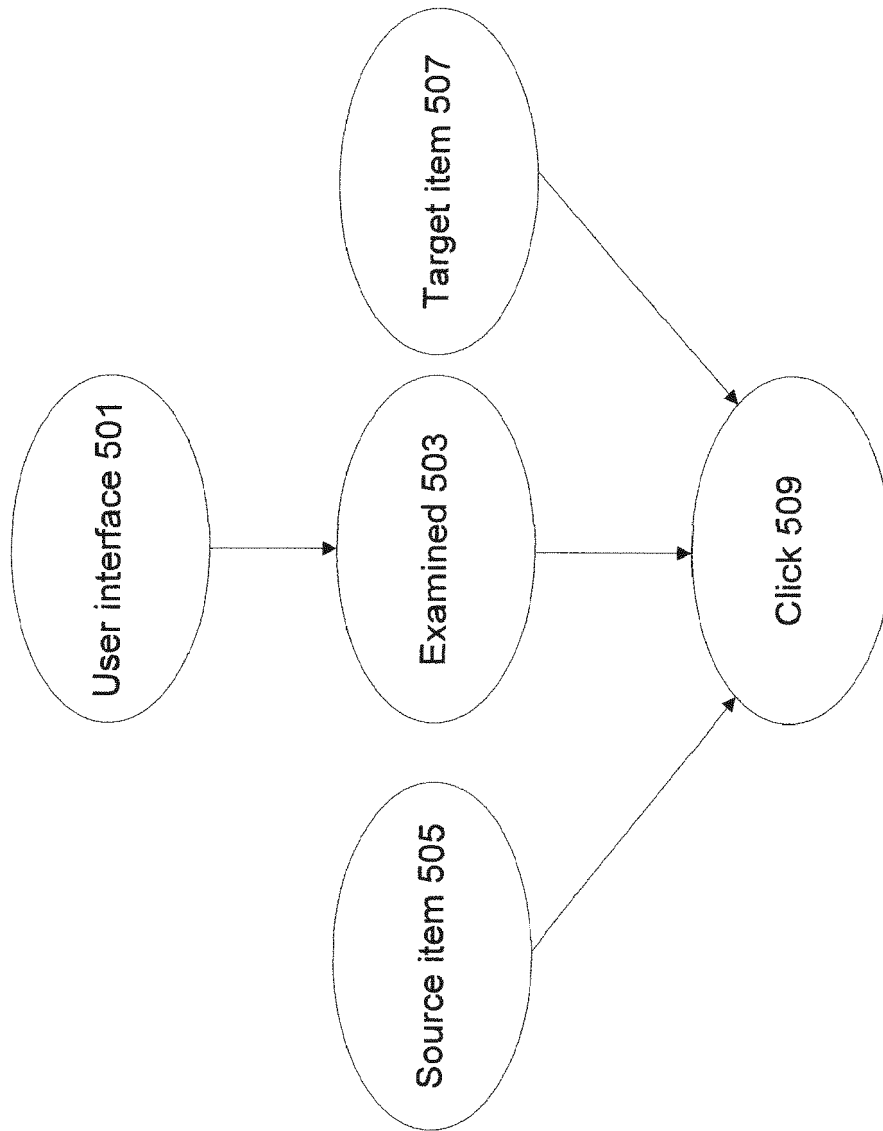 User interface 501
Source item 505
Examined 503
Target item 507
Click 509